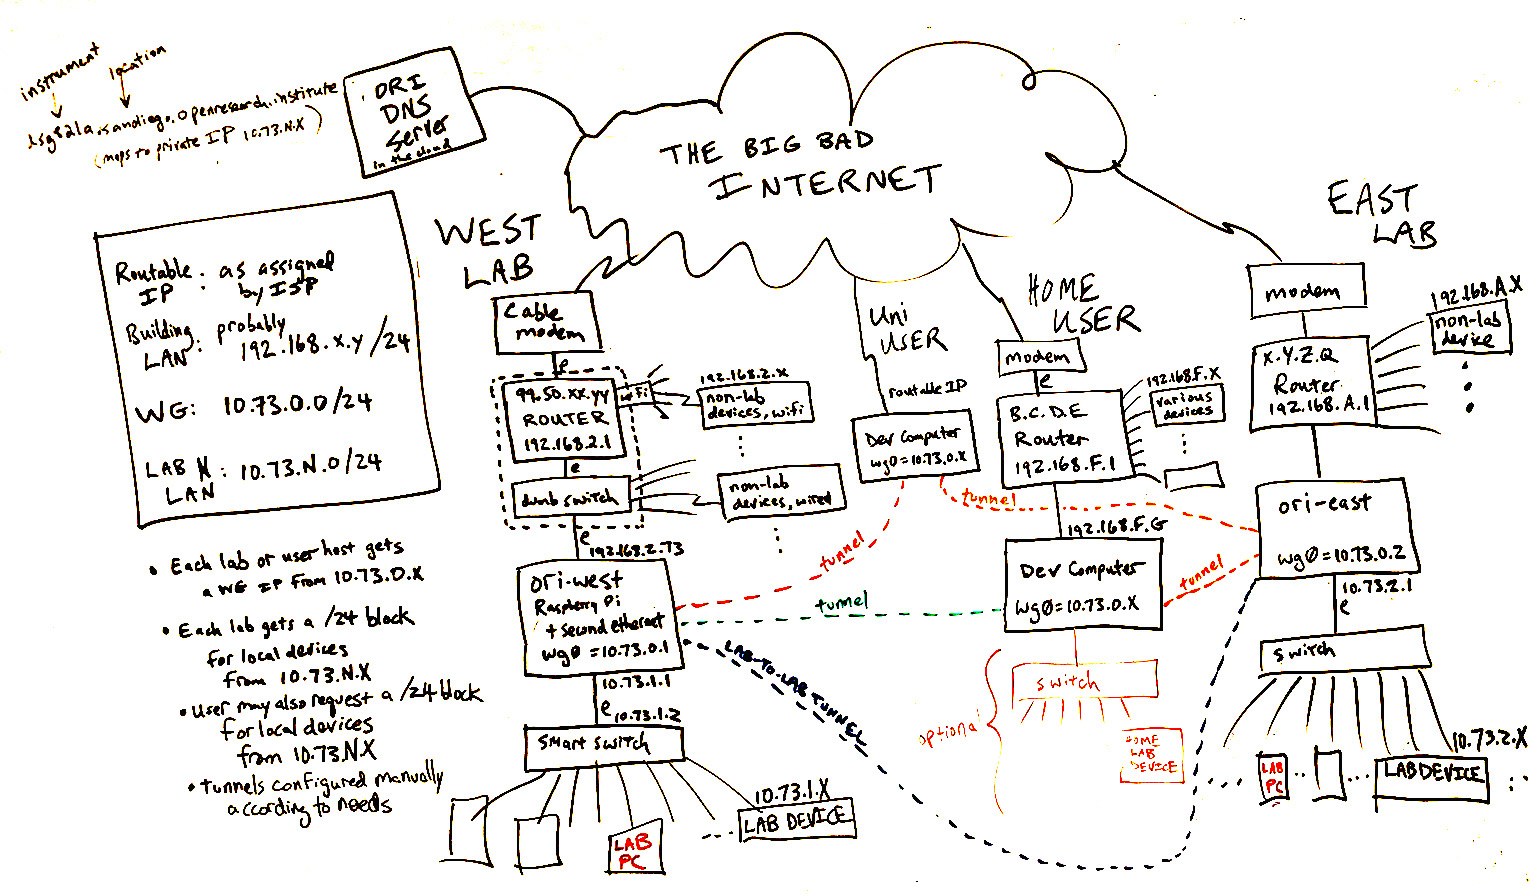 instrument
location
dsg821a.sandiego.openresearch.institute
(maps to private IP 10.73.N.X)
ORI
DNS
Server
in the cloud
THE BIG BAD
INTERNET
Routable IP : as assigned
by ISP
Building LAN : probably
192.168.x.y/24
WG: 10.73.0.0/24
LAB N LAN : 10.73.N.0/24
• Each lab or user host gets
a WG IP from 10.73.0.X
• Each lab gets a /24 block
for local devices
from 10.73.N.X
• User may also request a /24 block
for local devices
from 10.73.N.X
• tunnels configured manually
according to needs
WEST
LAB
Cable
modem
e
99.50.xx.yy
ROUTER
192.168.2.1
wifi
192.168.2.X
non-lab
devices, wifi
e
dumb switch
non-lab
devices, wired
e
192.168.2.73
ori-west
Raspberry Pi
+ second ethernet
wg0 = 10.73.0.1
10.73.1.1
e
10.73.1.2
smart switch
LAB
PC
10.73.1.X
LAB DEVICE
Uni
USER
routable IP
Dev Computer
wg0=10.73.0.X
tunnel
tunnel
tunnel
LAB-TO-LAB TUNNEL
HOME
USER
modem
e
B.C.D.E
Router
192.168.F.1
192.168.F.X
various
devices
192.168.F.G
Dev Computer
wg0=10.73.0.X
tunnel
optional
switch
HOME
LAB
DEVICE
EAST
LAB
modem
X.Y.Z.Q
Router
192.168.A.1
192.168.A.X
non-lab
device
ori-east
wg0=10.73.0.2
10.73.2.1
e
switch
10.73.2.X
LAB
PC
LAB DEVICE